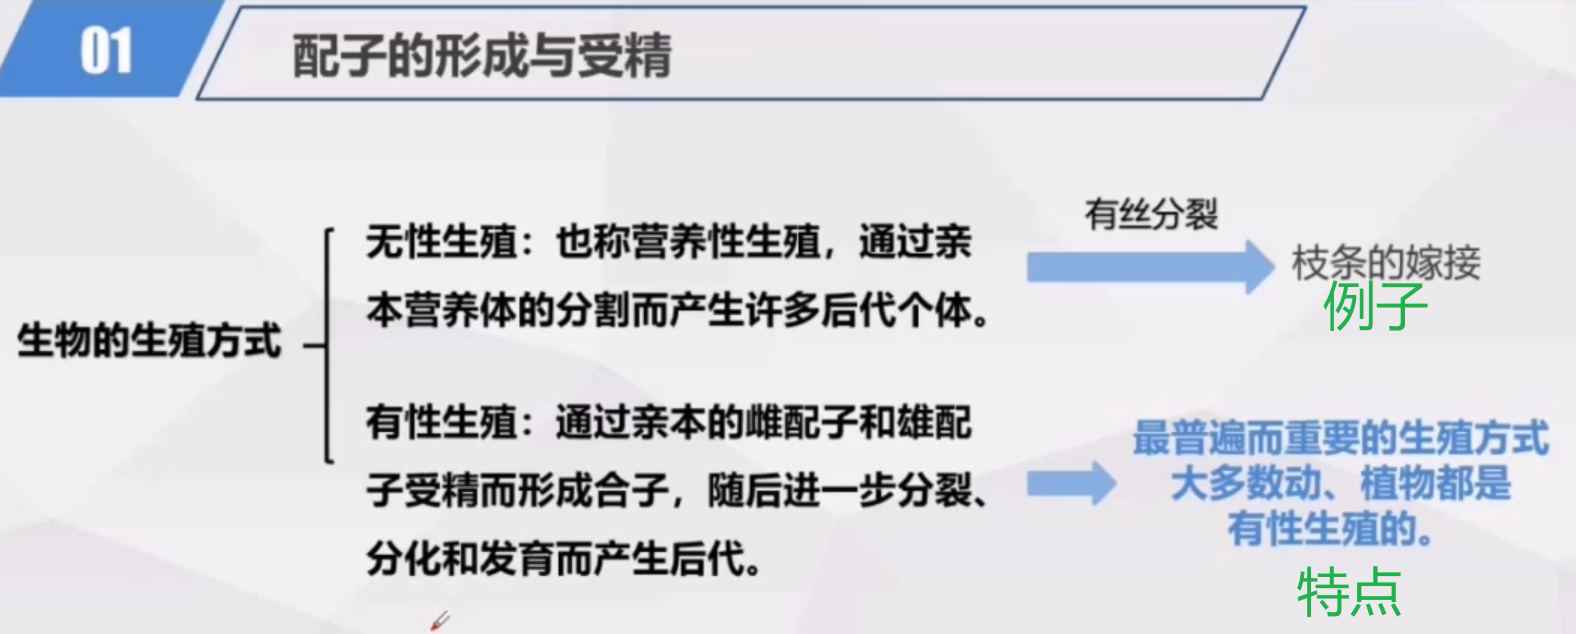 01
配子的形成与受精
生物的生殖方式
无性生殖：也称营养性生殖，通过亲
本营养体的分割而产生许多后代个体。
有丝分裂
枝条的嫁接
例子
有性生殖：通过亲本的雌配子和雄配
子受精而形成合子，随后进一步分裂、
分化和发育而产生后代。
最普遍而重要的生殖方式
大多数动、植物都是
有性生殖的。
特点